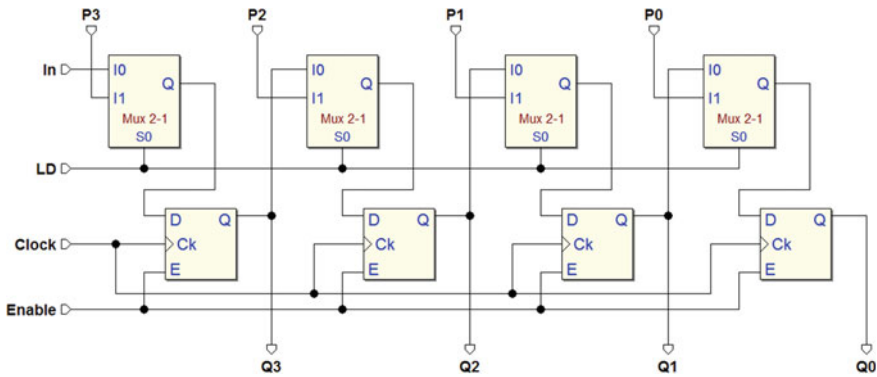 P3 P2 P1 P0
In I0 Q I0 Q I0 Q I0 Q
I1 I1 I1 I1
Mux 2-1 Mux 2-1 Mux 2-1 Mux 2-1
S0 S0 S0 S0
LD
D Q D Q D Q D Q
Clock Ck Ck Ck Ck
E E E E
Enable
Q3 Q2 Q1 Q0